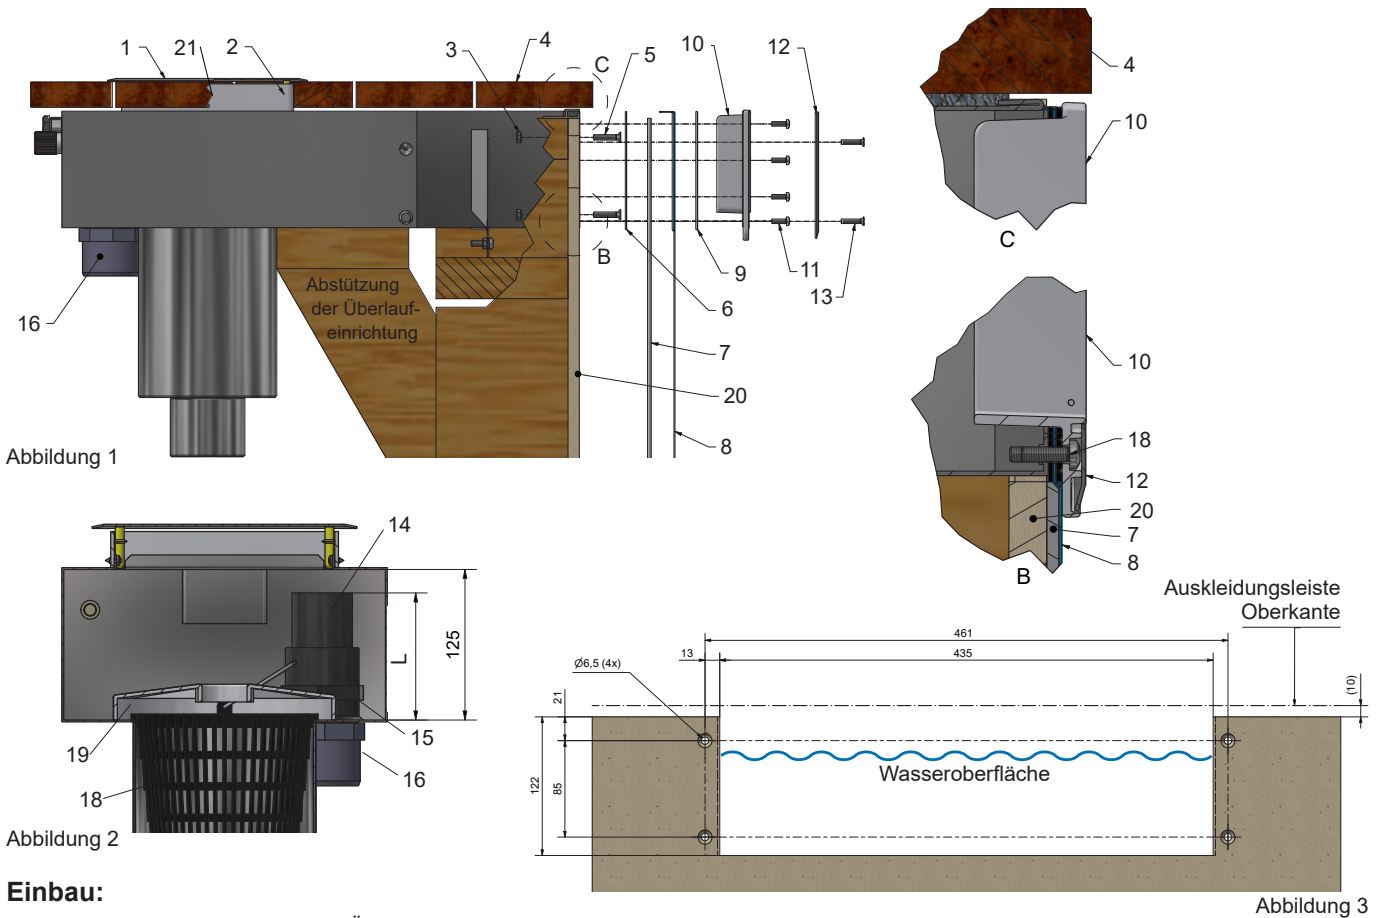 1
21
2
3
4
C
5
10
12
4
10
C
16
Abstützung
der Überlauf-
einrichtung
B
6
9
11
13
7
20
8
Abbildung 1
10
18
12
20
7
8
B
14
L
125
19
18
15
16
Abbildung 2
Auskleidungsleiste
Oberkante
461
13
435
Ø6,5 (4x)
(10)
21
122
85
Wasseroberfläche
Abbildung 3
Einbau: